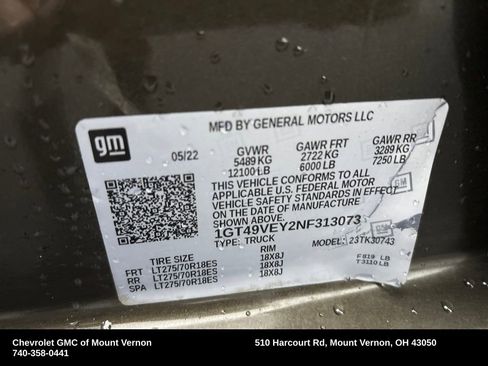 gm
MFD BY GENERAL MOTORS LLC
05/22 GVWR GAWR FRT GAWR RR
5489 KG 2722 KG 3289 KG
12100 LB 6000 LB 7250 LB
THIS VEHICLE CONFORMS TO ALL
APPLICABLE U.S. FEDERAL MOTOR
VEHICLE SAFETY STANDARDS IN EFFECT
ON THE DATE OF MANUFACTURE
SHOWN ABOVE.
1GT49VEY2NF313073
TYPE: TRUCK MODEL: 23TK30743
TIRE SIZE RIM
FRT LT275/70R18ES 18X8J
RR LT275/70R18ES 18X8J F 819 LB
SPA LT275/70R18ES 18X8J T 3110 LB
Chevrolet GMC of Mount Vernon 510 Harcourt Rd, Mount Vernon, OH 43050
740-358-0441